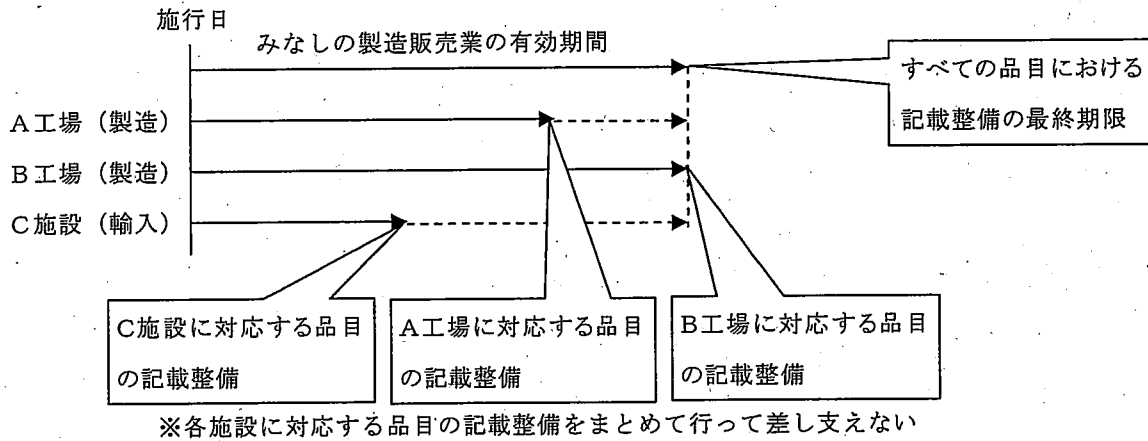 施行日
みなしの製造販売業の有効期間
すべての品目における
記載整備の最終期限
A工場（製造）
B工場（製造）
C施設（輸入）
C施設に対応する品目
の記載整備
A工場に対応する品目
の記載整備
B工場に対応する品目
の記載整備
※各施設に対応する品目の記載整備をまとめて行って差し支えない